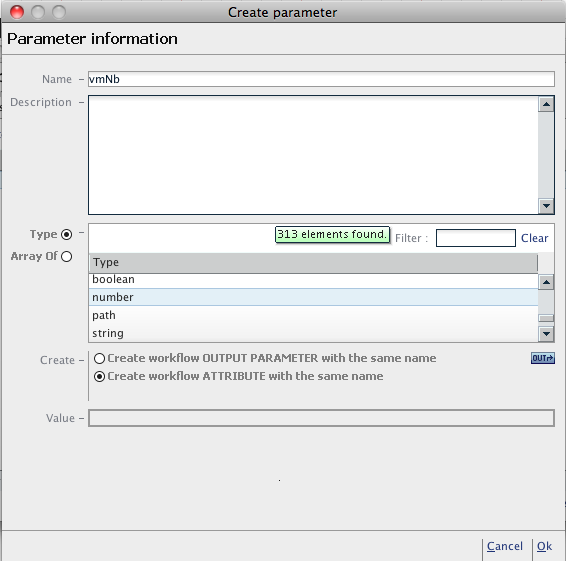 Create parameter
Parameter information
Name
vmNb
Description
Type
313 elements found.
Filter :
Clear
Array Of
Type
boolean
number
path
string
Create
Create workflow OUTPUT PARAMETER with the same name
OUT
Create workflow ATTRIBUTE with the same name
Value
Cancel
Ok